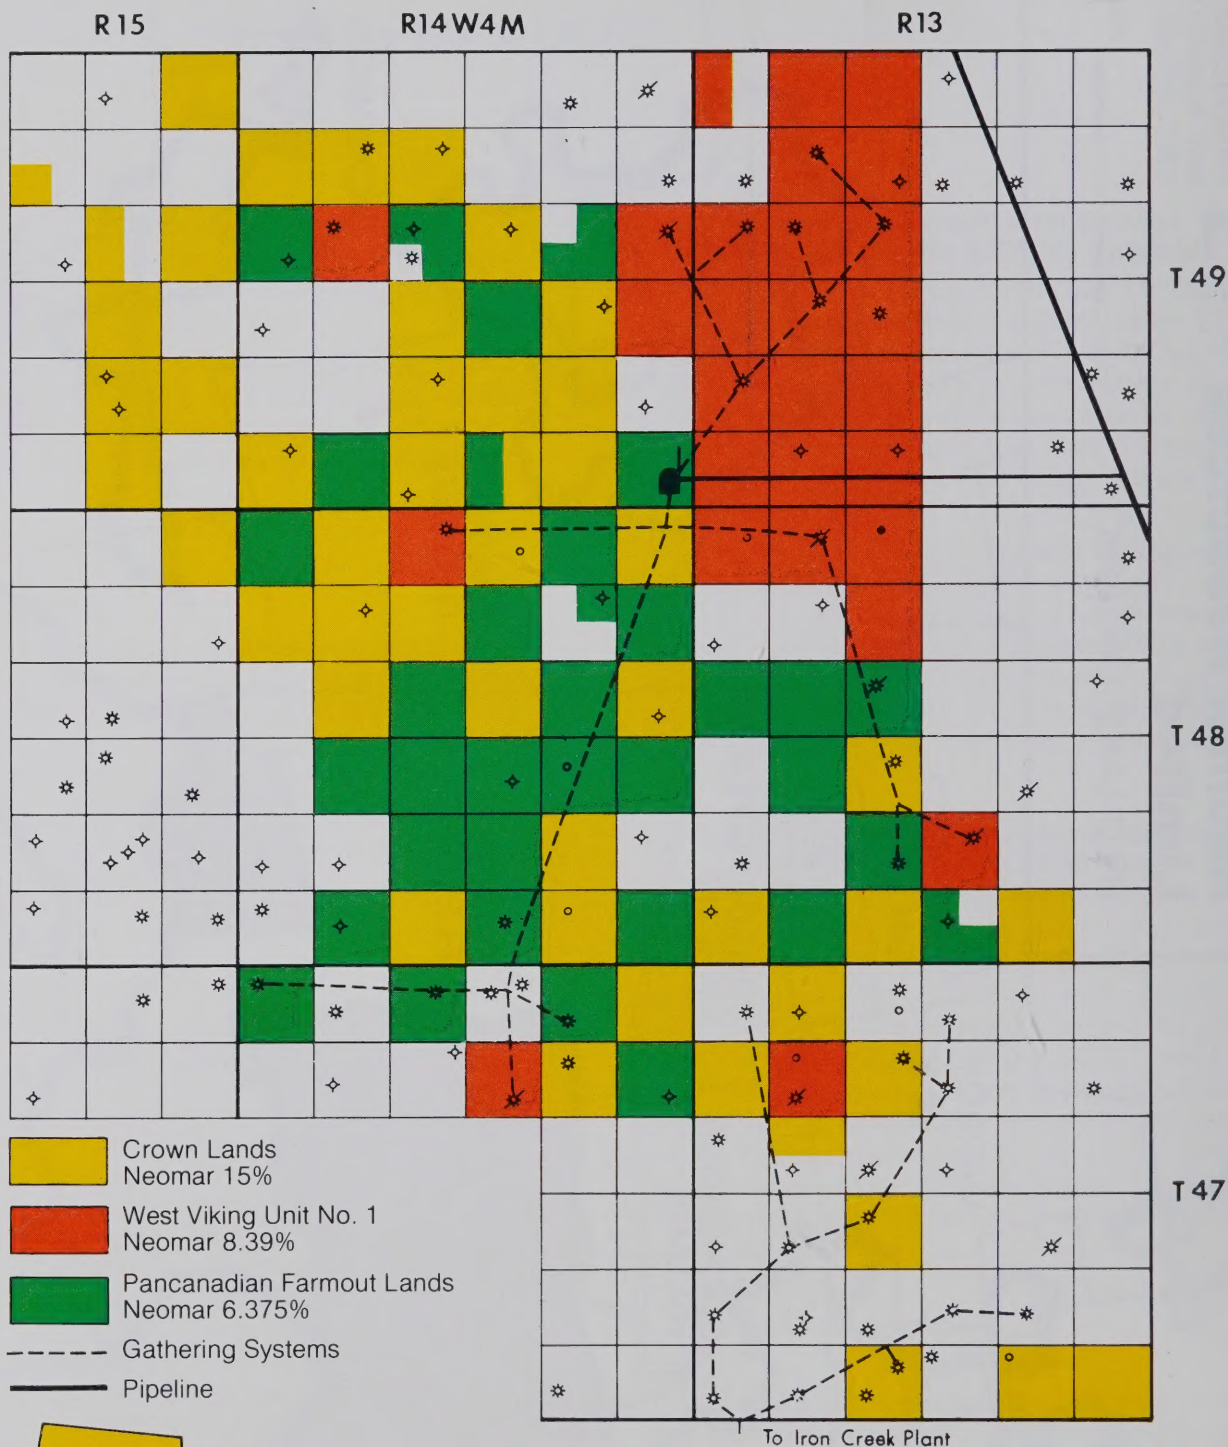 R15 R14W4M R13
T 49
T 48
T 47
Crown Lands
Neomar 15%
West Viking Unit No. 1
Neomar 8.39%
Pancanadian Farmout Lands
Neomar 6.375%
Gathering Systems
Pipeline
To Iron Creek Plant